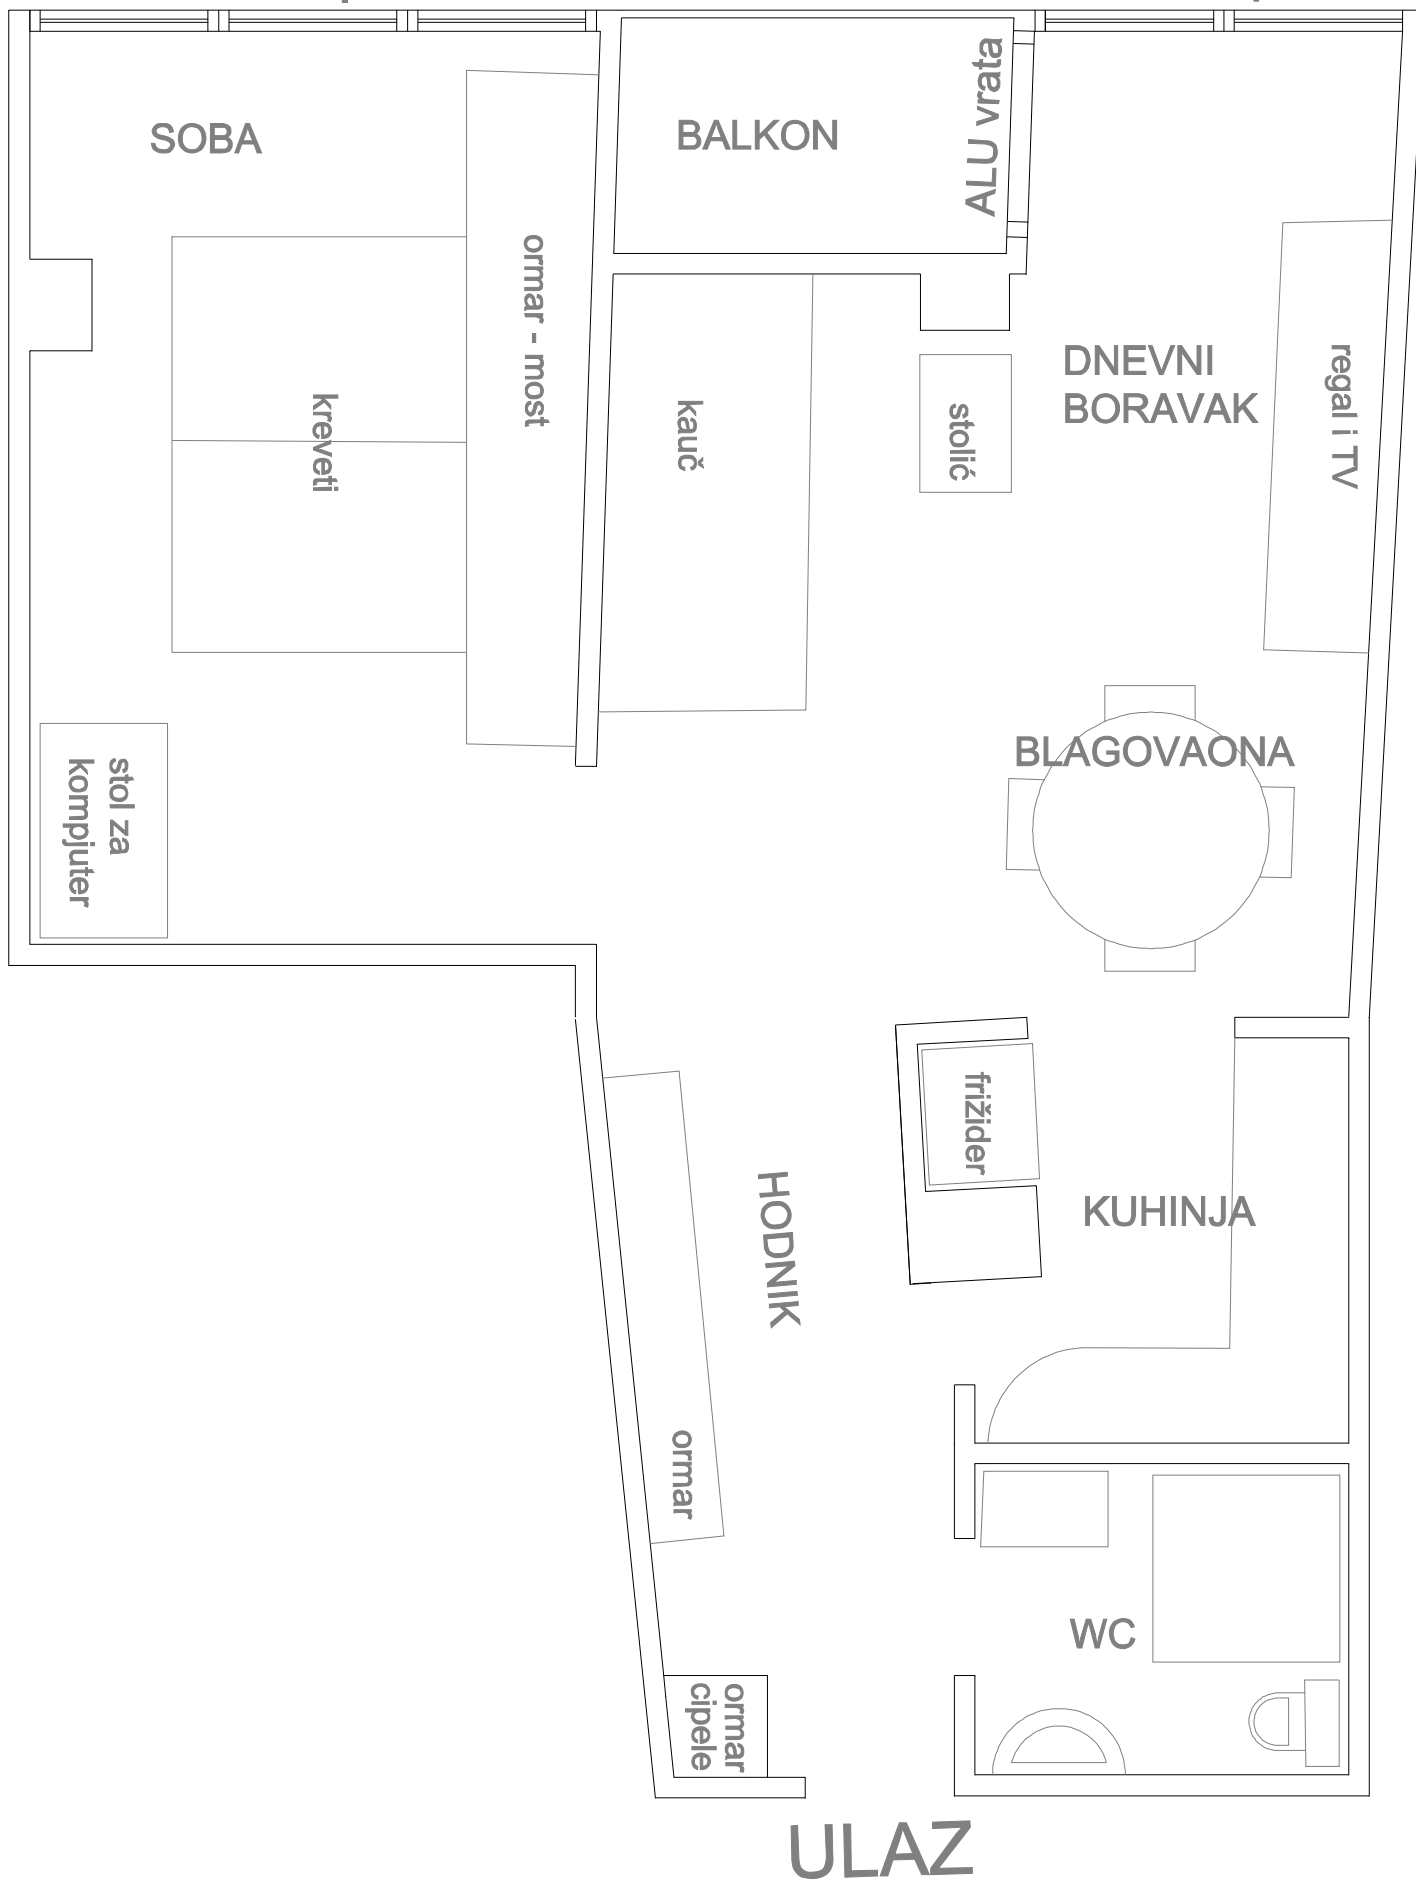 SOBA
BALKON
ALU vrata
ormar - most
kreveti
kauč
stolić
DNEVNI
BORAVAK
regal i TV
BLAGOVAONA
stol za
kompjuter
frižider
HODNIK
KUHINJA
ormar
WC
ormar
cipele
ULAZ